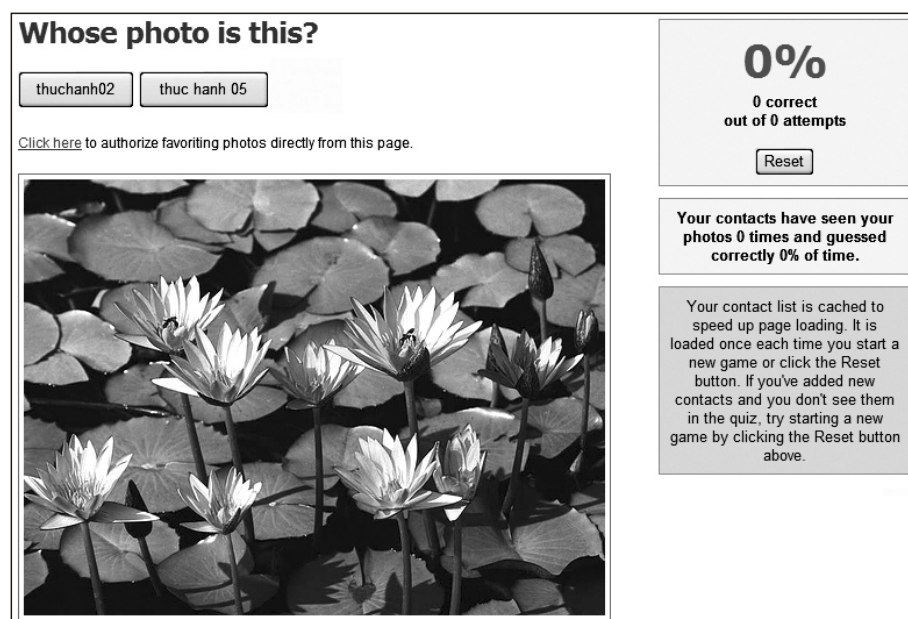 Whose photo is this?
thuchanh02
thuc hanh 05
Click here to authorize favoriting photos directly from this page.
0%
0 correct
out of 0 attempts
Reset
Your contacts have seen your
photos 0 times and guessed
correctly 0% of time.
Your contact list is cached to
speed up page loading. It is
loaded once each time you start a
new game or click the Reset
button. If you've added new
contacts and you don't see them
in the quiz, try starting a new
game by clicking the Reset button
above.